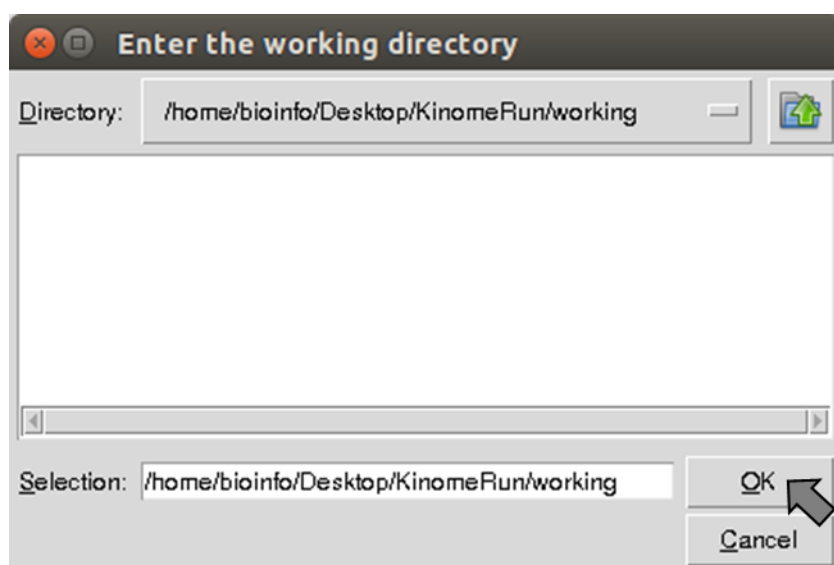 Enter the working directory
Directory: /home/bioinfo/Desktop/KinomeRun/working
Selection: /home/bioinfo/Desktop/KinomeRun/working OK
Cancel